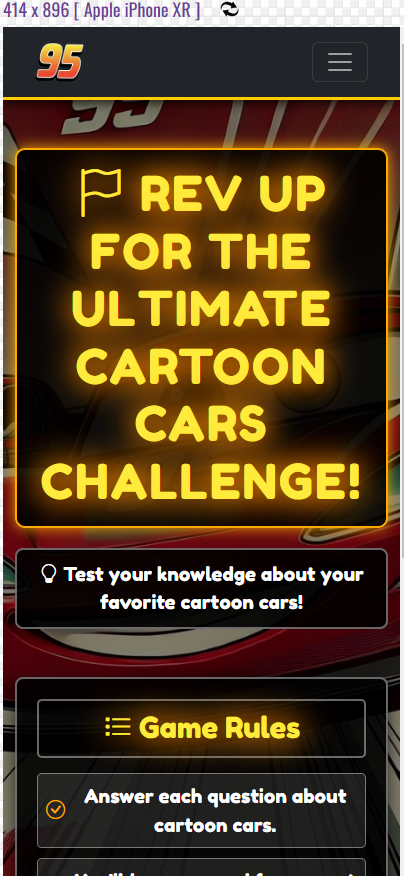 414 x 896 [ Apple iPhone XR ]
95
95
REV UP
FOR THE
ULTIMATE
CARTOON
CARS
CHALLENGE!
Test your knowledge about your
favorite cartoon cars!
Game Rules
Answer each question about
cartoon cars.